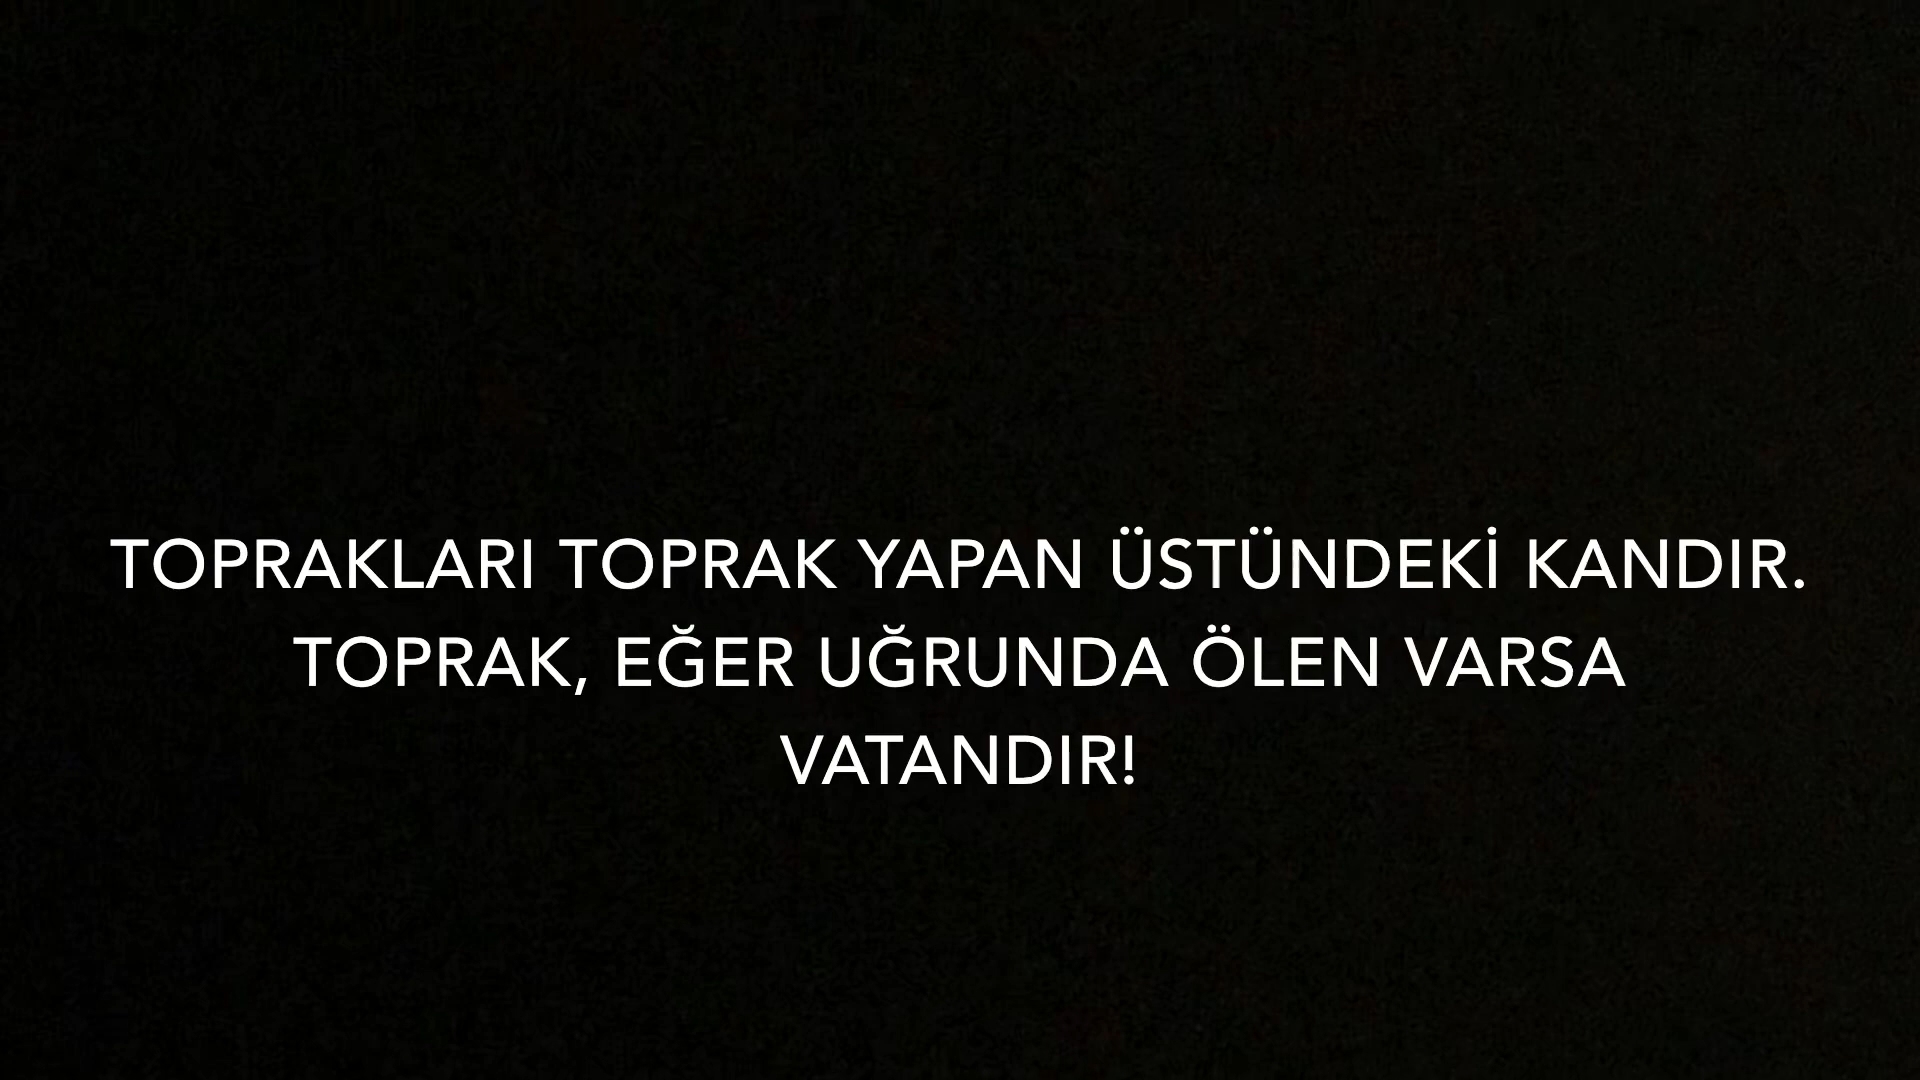 TOPRAKLARI TOPRAK YAPAN ÜSTÜNDEKİ KANDIR.
TOPRAK, EĞER UĞRUNDA ÖLEN VARSA
VATANDIR!